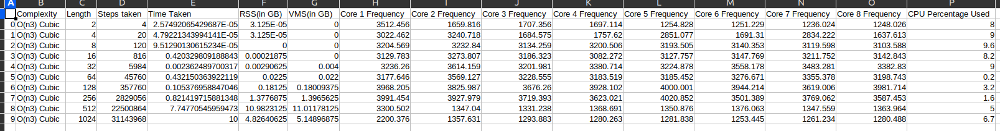 A B C D E F G H I J K L M N O P
Complexity Length Steps taken Time Taken RSS(in GB) VMS(in GB) Core 1 Frequency Core 2 Frequency Core 3 Frequency Core 4 Frequency Core 5 Frequency Core 6 Frequency Core 7 Frequency Core 8 Frequency CPU Percentage Used
0 O(n3) Cubic 2 4 2.57492065429687E-05 3.125E-05 0 3512.456 1659.816 1707.356 1697.114 1254.828 1251.229 1236.024 1248.026 8
1 O(n3) Cubic 4 20 4.79221343994141E-05 3.125E-05 0 3022.462 3240.718 1684.575 1757.62 2851.077 1691.31 2834.222 1637.613 9
2 O(n3) Cubic 8 120 9.51290130615234E-05 0 0 3204.569 3232.84 3134.259 3200.506 3193.505 3140.353 3119.598 3103.588 9.6
3 O(n3) Cubic 16 816 0.420329809188843 0.00021875 0 3129.783 3273.807 3186.323 3082.272 3127.757 3147.769 3211.752 3142.843 8.2
4 O(n3) Cubic 32 5984 0.002362489700317 0.00290625 0.004 3236.26 3614.159 3201.981 3380.714 3224.878 3558.178 3483.281 3382.83 9
5 O(n3) Cubic 64 45760 0.432150363922119 0.0225 0.022 3177.646 3569.127 3228.555 3183.519 3185.452 3276.671 3355.378 3198.743 0.2
6 O(n3) Cubic 128 357760 0.105376958847046 0.18125 0.18009375 3968.205 3825.987 3676.26 3928.102 4000.001 3944.214 3619.006 3981.714 3.2
7 O(n3) Cubic 256 2829056 0.821419715881348 1.3776875 1.3965625 3991.454 3927.979 3719.393 3623.021 4020.852 3501.389 3769.062 3587.453 1.6
8 O(n3) Cubic 512 22500864 7.74770545959473 10.9823125 11.01178125 3300.502 1347.04 1331.238 1368.691 1350.876 1376.063 1347.559 1363.964 5
9 O(n3) Cubic 1024 31143968 10 4.82640625 5.14896875 2200.376 1357.631 1293.883 1280.263 1281.838 1253.445 1261.234 1280.488 6.7